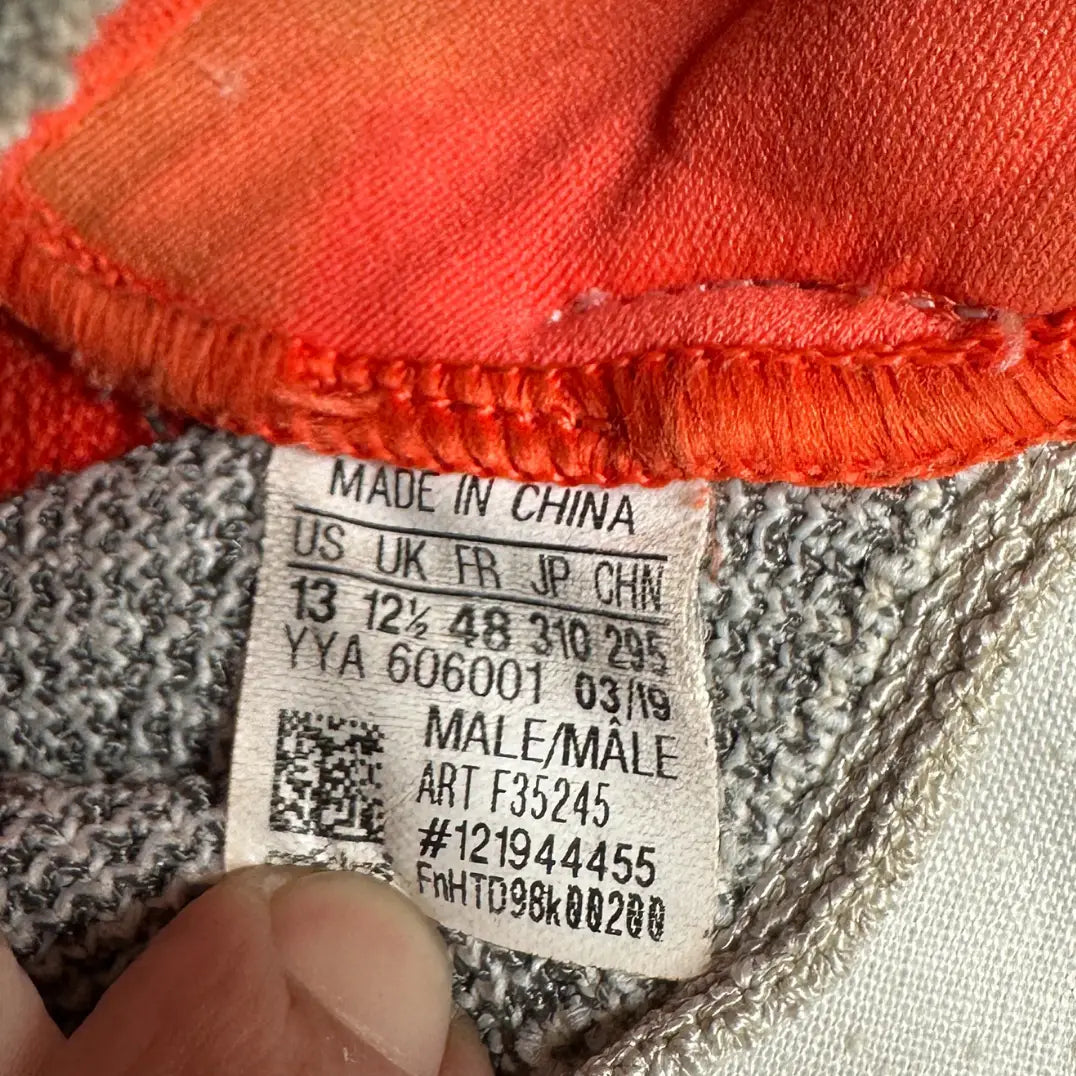 MADE IN CHINA
US UK FR JP CHN
13 12½ 48 310 295
YYA 606001 03/19
MALE/MÂLE
ART F35245
#121944455
FnHTD98k00200